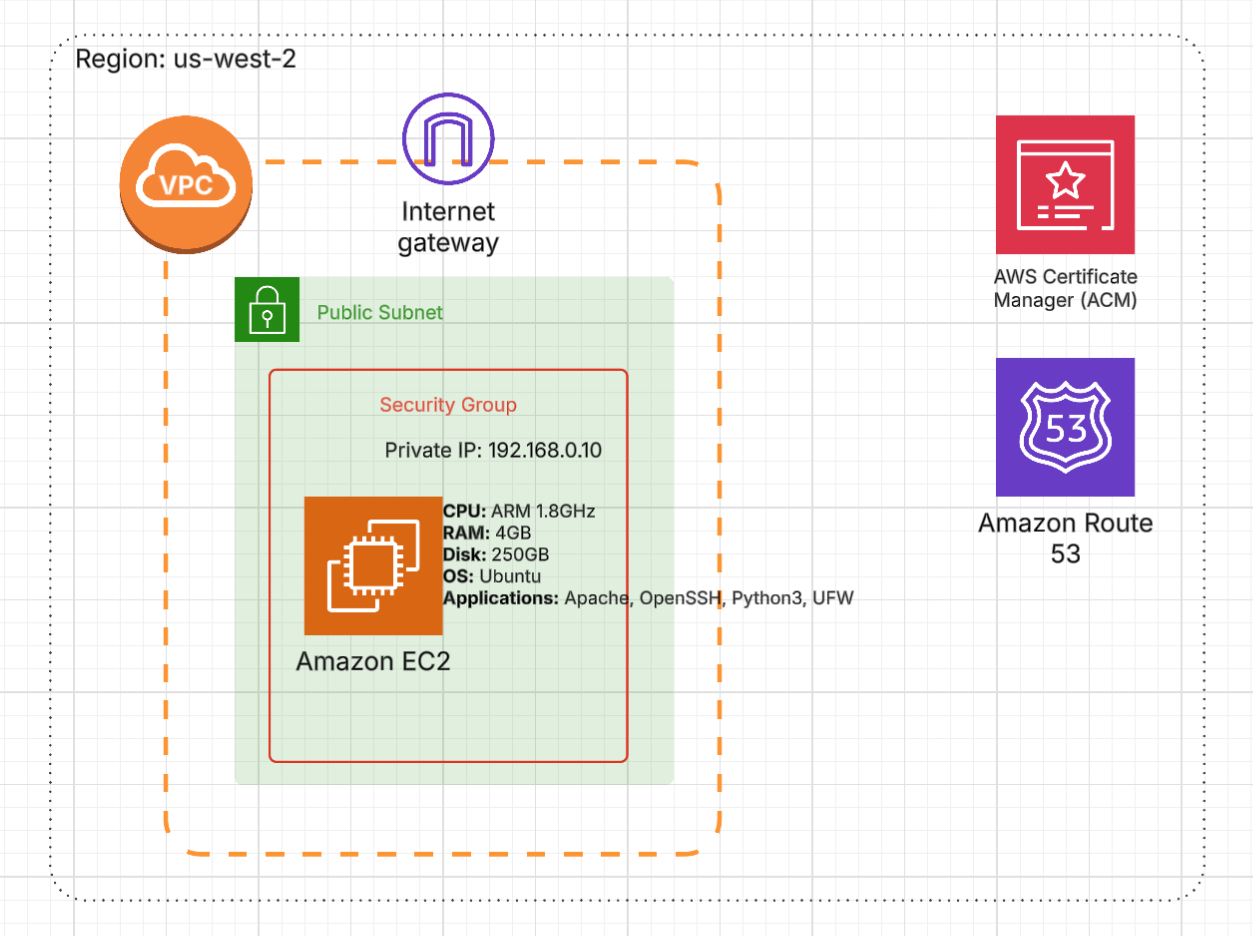 Region: us-west-2
VPC
Internet
gateway
Public Subnet
Security Group
Private IP: 192.168.0.10
CPU: ARM 1.8GHz
RAM: 4GB
Disk: 250GB
OS: Ubuntu
Applications: Apache, OpenSSH, Python3, UFW
Amazon EC2
AWS Certificate
Manager (ACM)
53
Amazon Route
53